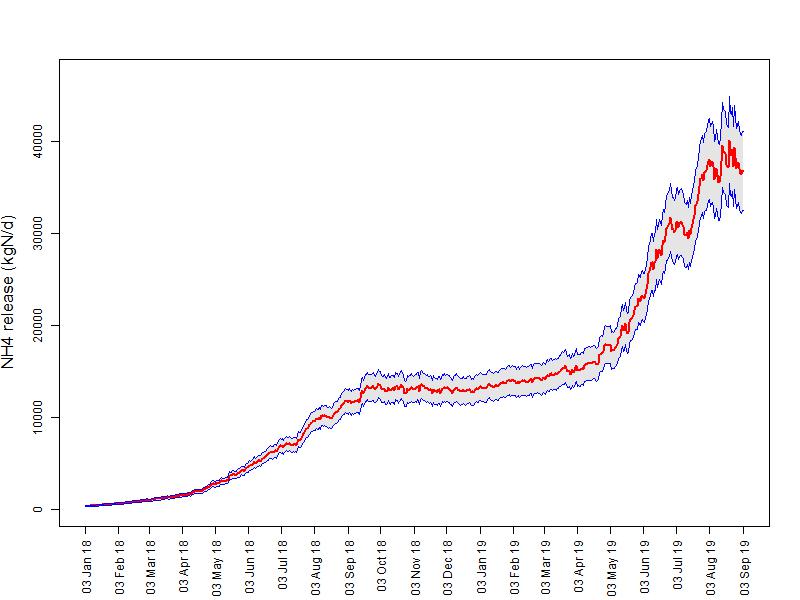 NH4 release (kgN/d)
40000
30000
20000
10000
0
03 Jan 18
03 Feb 18
03 Mar 18
03 Apr 18
03 May 18
03 Jun 18
03 Jul 18
03 Aug 18
03 Sep 18
03 Oct 18
03 Nov 18
03 Dec 18
03 Jan 19
03 Feb 19
03 Mar 19
03 Apr 19
03 May 19
03 Jun 19
03 Jul 19
03 Aug 19
03 Sep 19